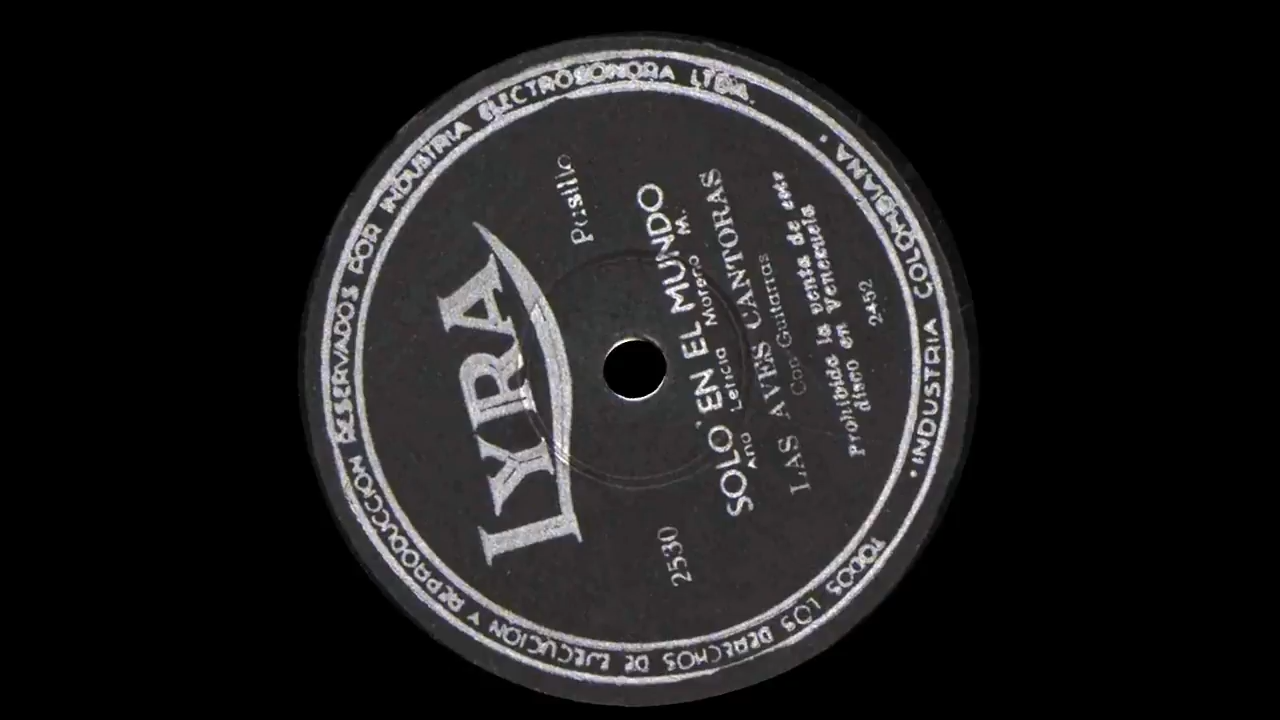 LYRA
Pasillo
2530
SOLO EN EL MUNDO
Ana Leticia Moreno M.
LAS AVES CANTORAS
Con Guitarras
Prohibida la venta de este
disco en Venezuela
2452
TODOS LOS DERECHOS DE EJECUCION Y REPRODUCCION RESERVADOS POR INDUSTRIA ELECTROSONORA LTDA.
· INDUSTRIA COLOMBIANA ·